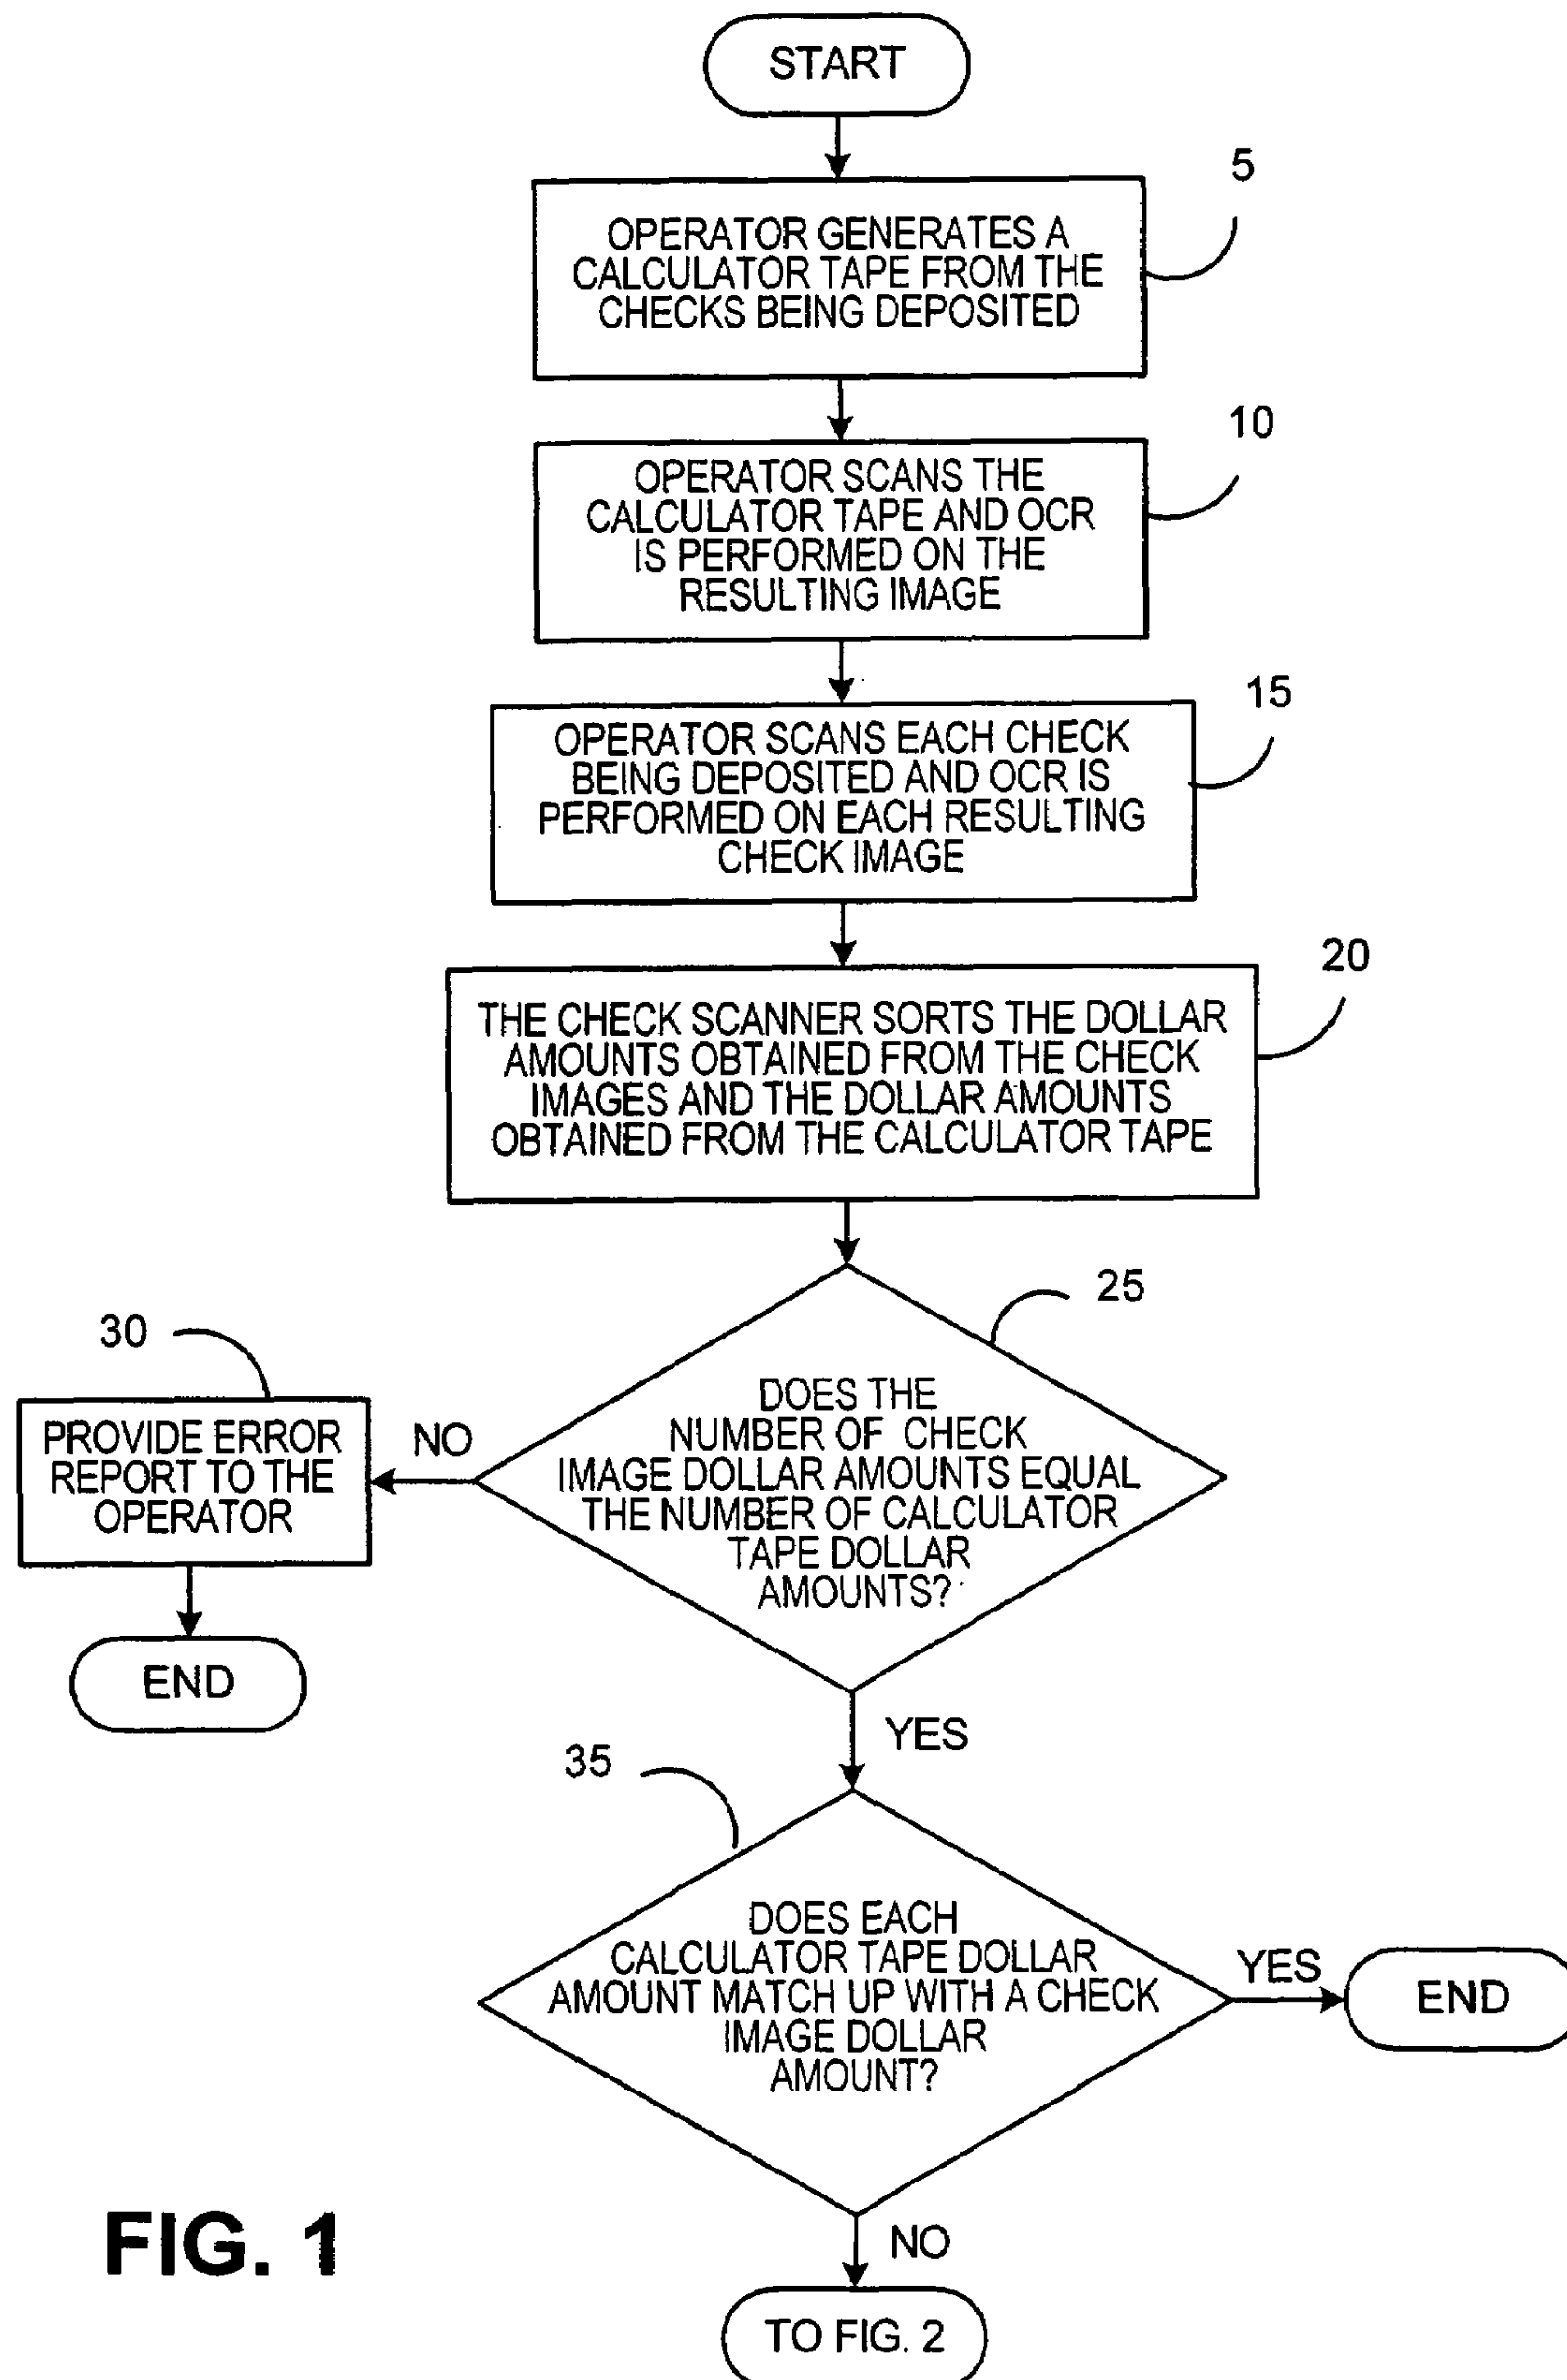 START
5
OPERATOR GENERATES A
CALCULATOR TAPE FROM THE
CHECKS BEING DEPOSITED
10
OPERATOR SCANS THE
CALCULATOR TAPE AND OCR
IS PERFORMED ON THE
RESULTING IMAGE
15
OPERATOR SCANS EACH CHECK
BEING DEPOSITED AND OCR IS
PERFORMED ON EACH RESULTING
CHECK IMAGE
20
THE CHECK SCANNER SORTS THE DOLLAR
AMOUNTS OBTAINED FROM THE CHECK
IMAGES AND THE DOLLAR AMOUNTS
OBTAINED FROM THE CALCULATOR TAPE
25
DOES THE
NUMBER OF CHECK
IMAGE DOLLAR AMOUNTS EQUAL
THE NUMBER OF CALCULATOR
TAPE DOLLAR
AMOUNTS?
NO
30
PROVIDE ERROR
REPORT TO THE
OPERATOR
END
YES
35
DOES EACH
CALCULATOR TAPE DOLLAR
AMOUNT MATCH UP WITH A CHECK
IMAGE DOLLAR
AMOUNT?
YES
END
NO
TO FIG. 2
FIG. 1